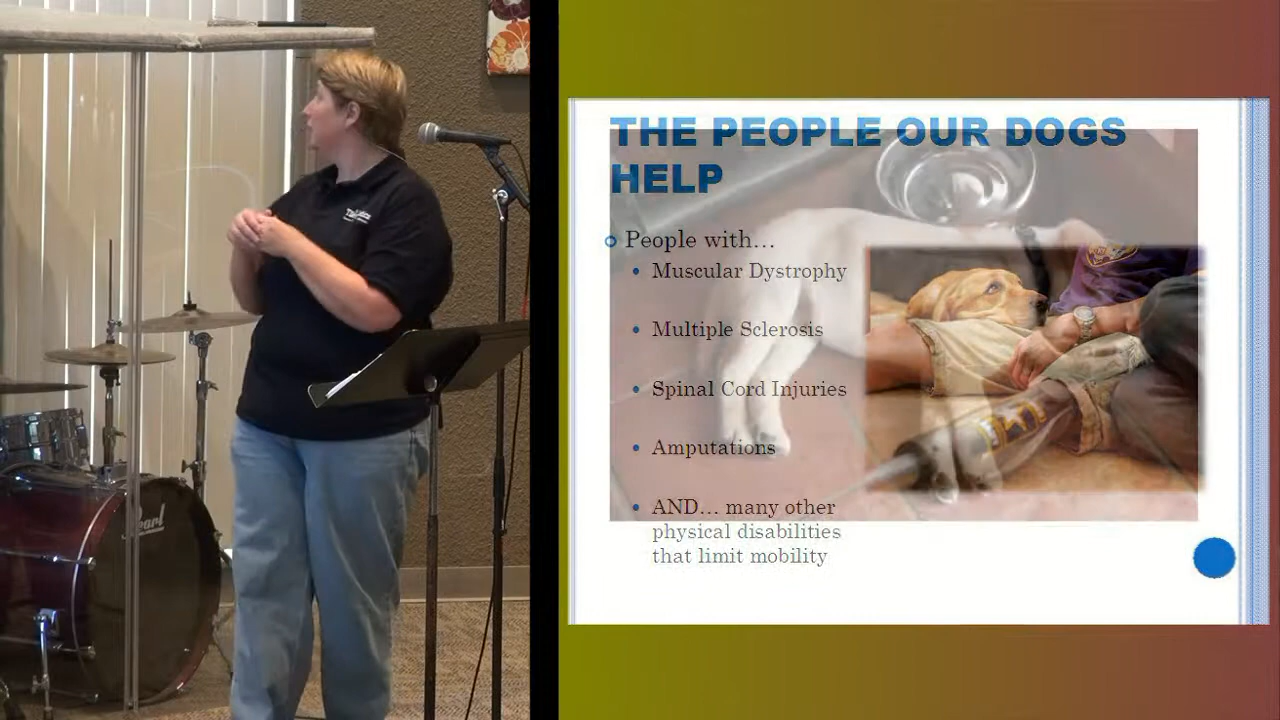 THE PEOPLE OUR DOGS
HELP
People with...
Muscular Dystrophy
Multiple Sclerosis
Spinal Cord Injuries
Amputations
AND... many other
physical disabilities
that limit mobility
Pearl